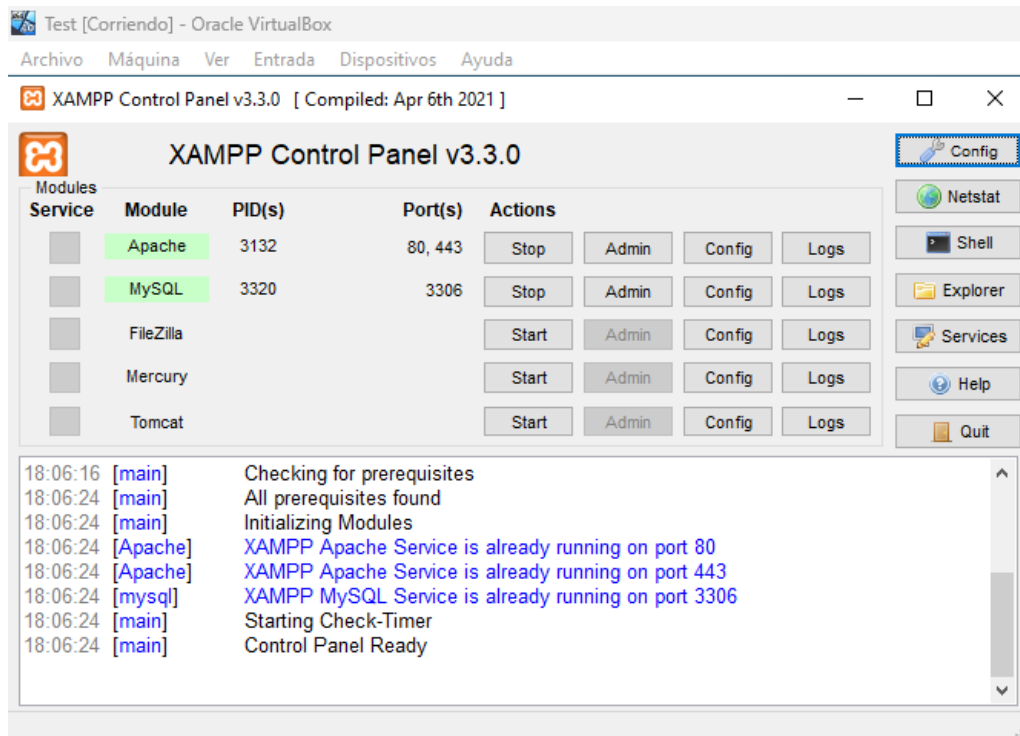 Test [Corriendo] - Oracle VirtualBox
Archivo Máquina Ver Entrada Dispositivos Ayuda
XAMPP Control Panel v3.3.0 [ Compiled: Apr 6th 2021 ]
XAMPP Control Panel v3.3.0
Config
Modules
Netstat
Service Module PID(s) Port(s) Actions
Apache 3132 80, 443 Stop Admin Config Logs
Shell
MySQL 3320 3306 Stop Admin Config Logs
Explorer
FileZilla Start Admin Config Logs
Services
Mercury Start Admin Config Logs
Help
Tomcat Start Admin Config Logs
Quit
18:06:16 [main] Checking for prerequisites
18:06:24 [main] All prerequisites found
18:06:24 [main] Initializing Modules
18:06:24 [Apache] XAMPP Apache Service is already running on port 80
18:06:24 [Apache] XAMPP Apache Service is already running on port 443
18:06:24 [mysql] XAMPP MySQL Service is already running on port 3306
18:06:24 [main] Starting Check-Timer
18:06:24 [main] Control Panel Ready